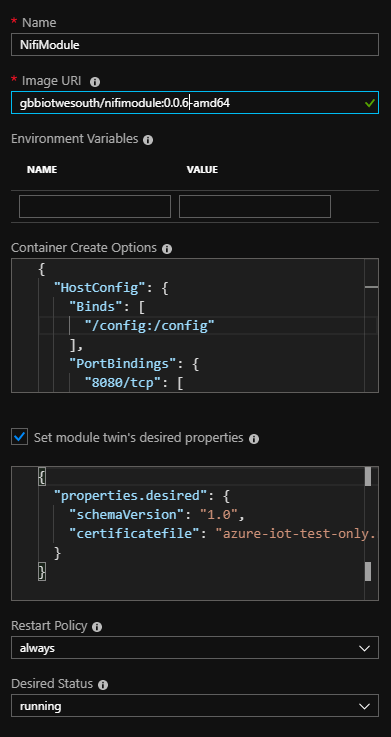 * Name
NifiModule
* Image URI
gbbiotwesouth/nifimodule:0.0.6-amd64
Environment Variables
NAME VALUE
Container Create Options
{
"HostConfig": {
"Binds": [
"/config:/config"
],
"PortBindings": {
"8080/tcp": [
Set module twin's desired properties
{
"properties.desired": {
"schemaVersion": "1.0",
"certificatefile": "azure-iot-test-only.
}
}
Restart Policy
always
Desired Status
running